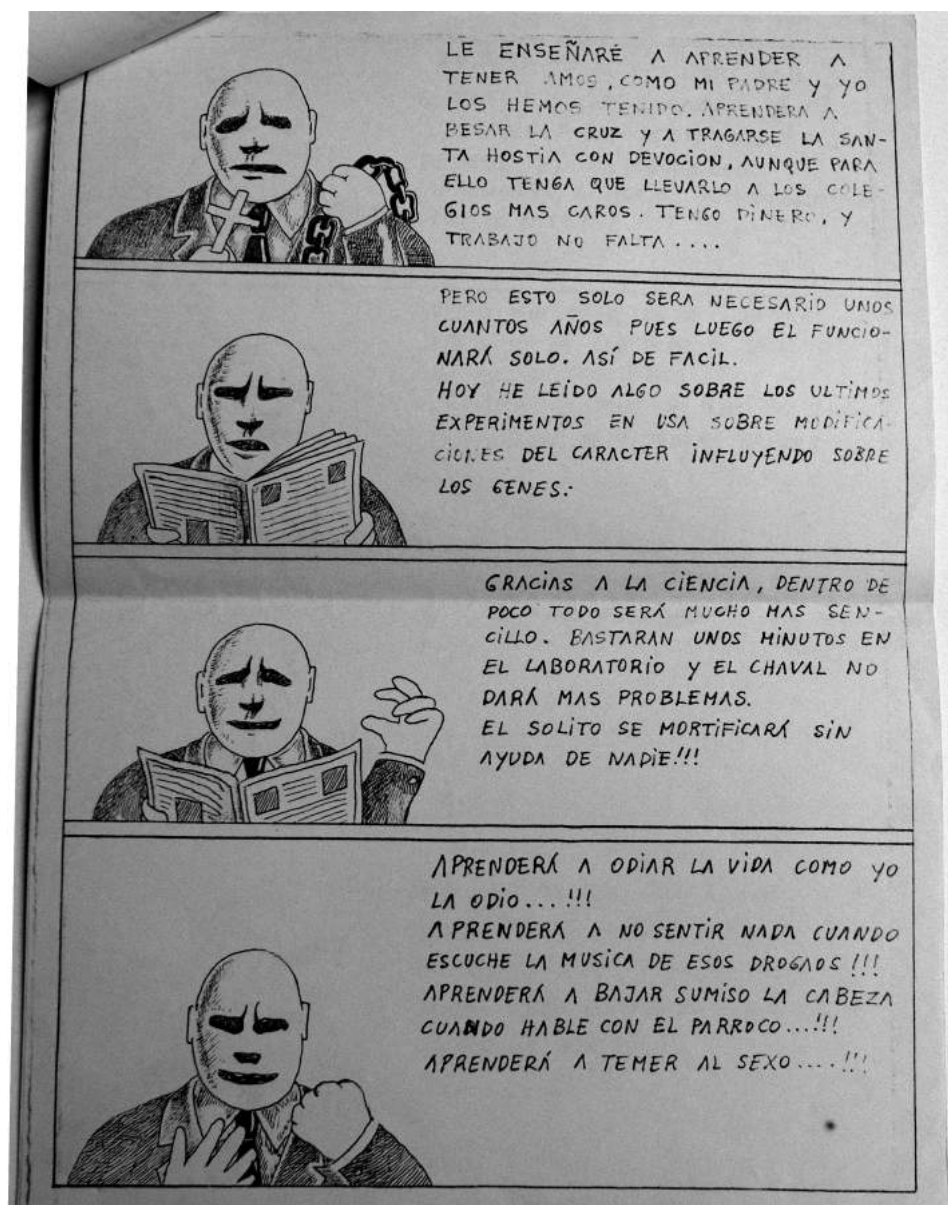 LE ENSEÑARÉ A APRENDER A
TENER AMOS, COMO MI PADRE Y YO
LOS HEMOS TENIDO. APRENDERA A
BESAR LA CRUZ Y A TRAGARSE LA SAN-
TA HOSTIA CON DEVOCION, AUNQUE PARA
ELLO TENGA QUE LLEVARLO A LOS COLE-
GIOS MAS CAROS. TENGO DINERO, Y
TRABAJO NO FALTA....
PERO ESTO SOLO SERA NECESARIO UNOS
CUANTOS AÑOS PUES LUEGO EL FUNCIO-
NARÁ SOLO. ASÍ DE FACIL.
HOY HE LEIDO ALGO SOBRE LOS ULTIMOS
EXPERIMENTOS EN USA SOBRE MODIFICA-
CIONES DEL CARACTER INFLUYENDO SOBRE
LOS GENES:
GRACIAS A LA CIENCIA, DENTRO DE
POCO TODO SERÁ MUCHO MAS SEN-
CILLO. BASTARAN UNOS MINUTOS EN
EL LABORATORIO Y EL CHAVAL NO
DARÁ MAS PROBLEMAS.
EL SOLITO SE MORTIFICARÁ SIN
AYUDA DE NADIE!!!
APRENDERÁ A ODIAR LA VIDA COMO YO
LA ODIO...!!!
APRENDERÁ A NO SENTIR NADA CUANDO
ESCUCHE LA MUSICA DE ESOS DROGAOS!!!
APRENDERÁ A BAJAR SUMISO LA CABEZA
CUANDO HABLE CON EL PARROCO...!!!
APRENDERÁ A TEMER AL SEXO....!!!